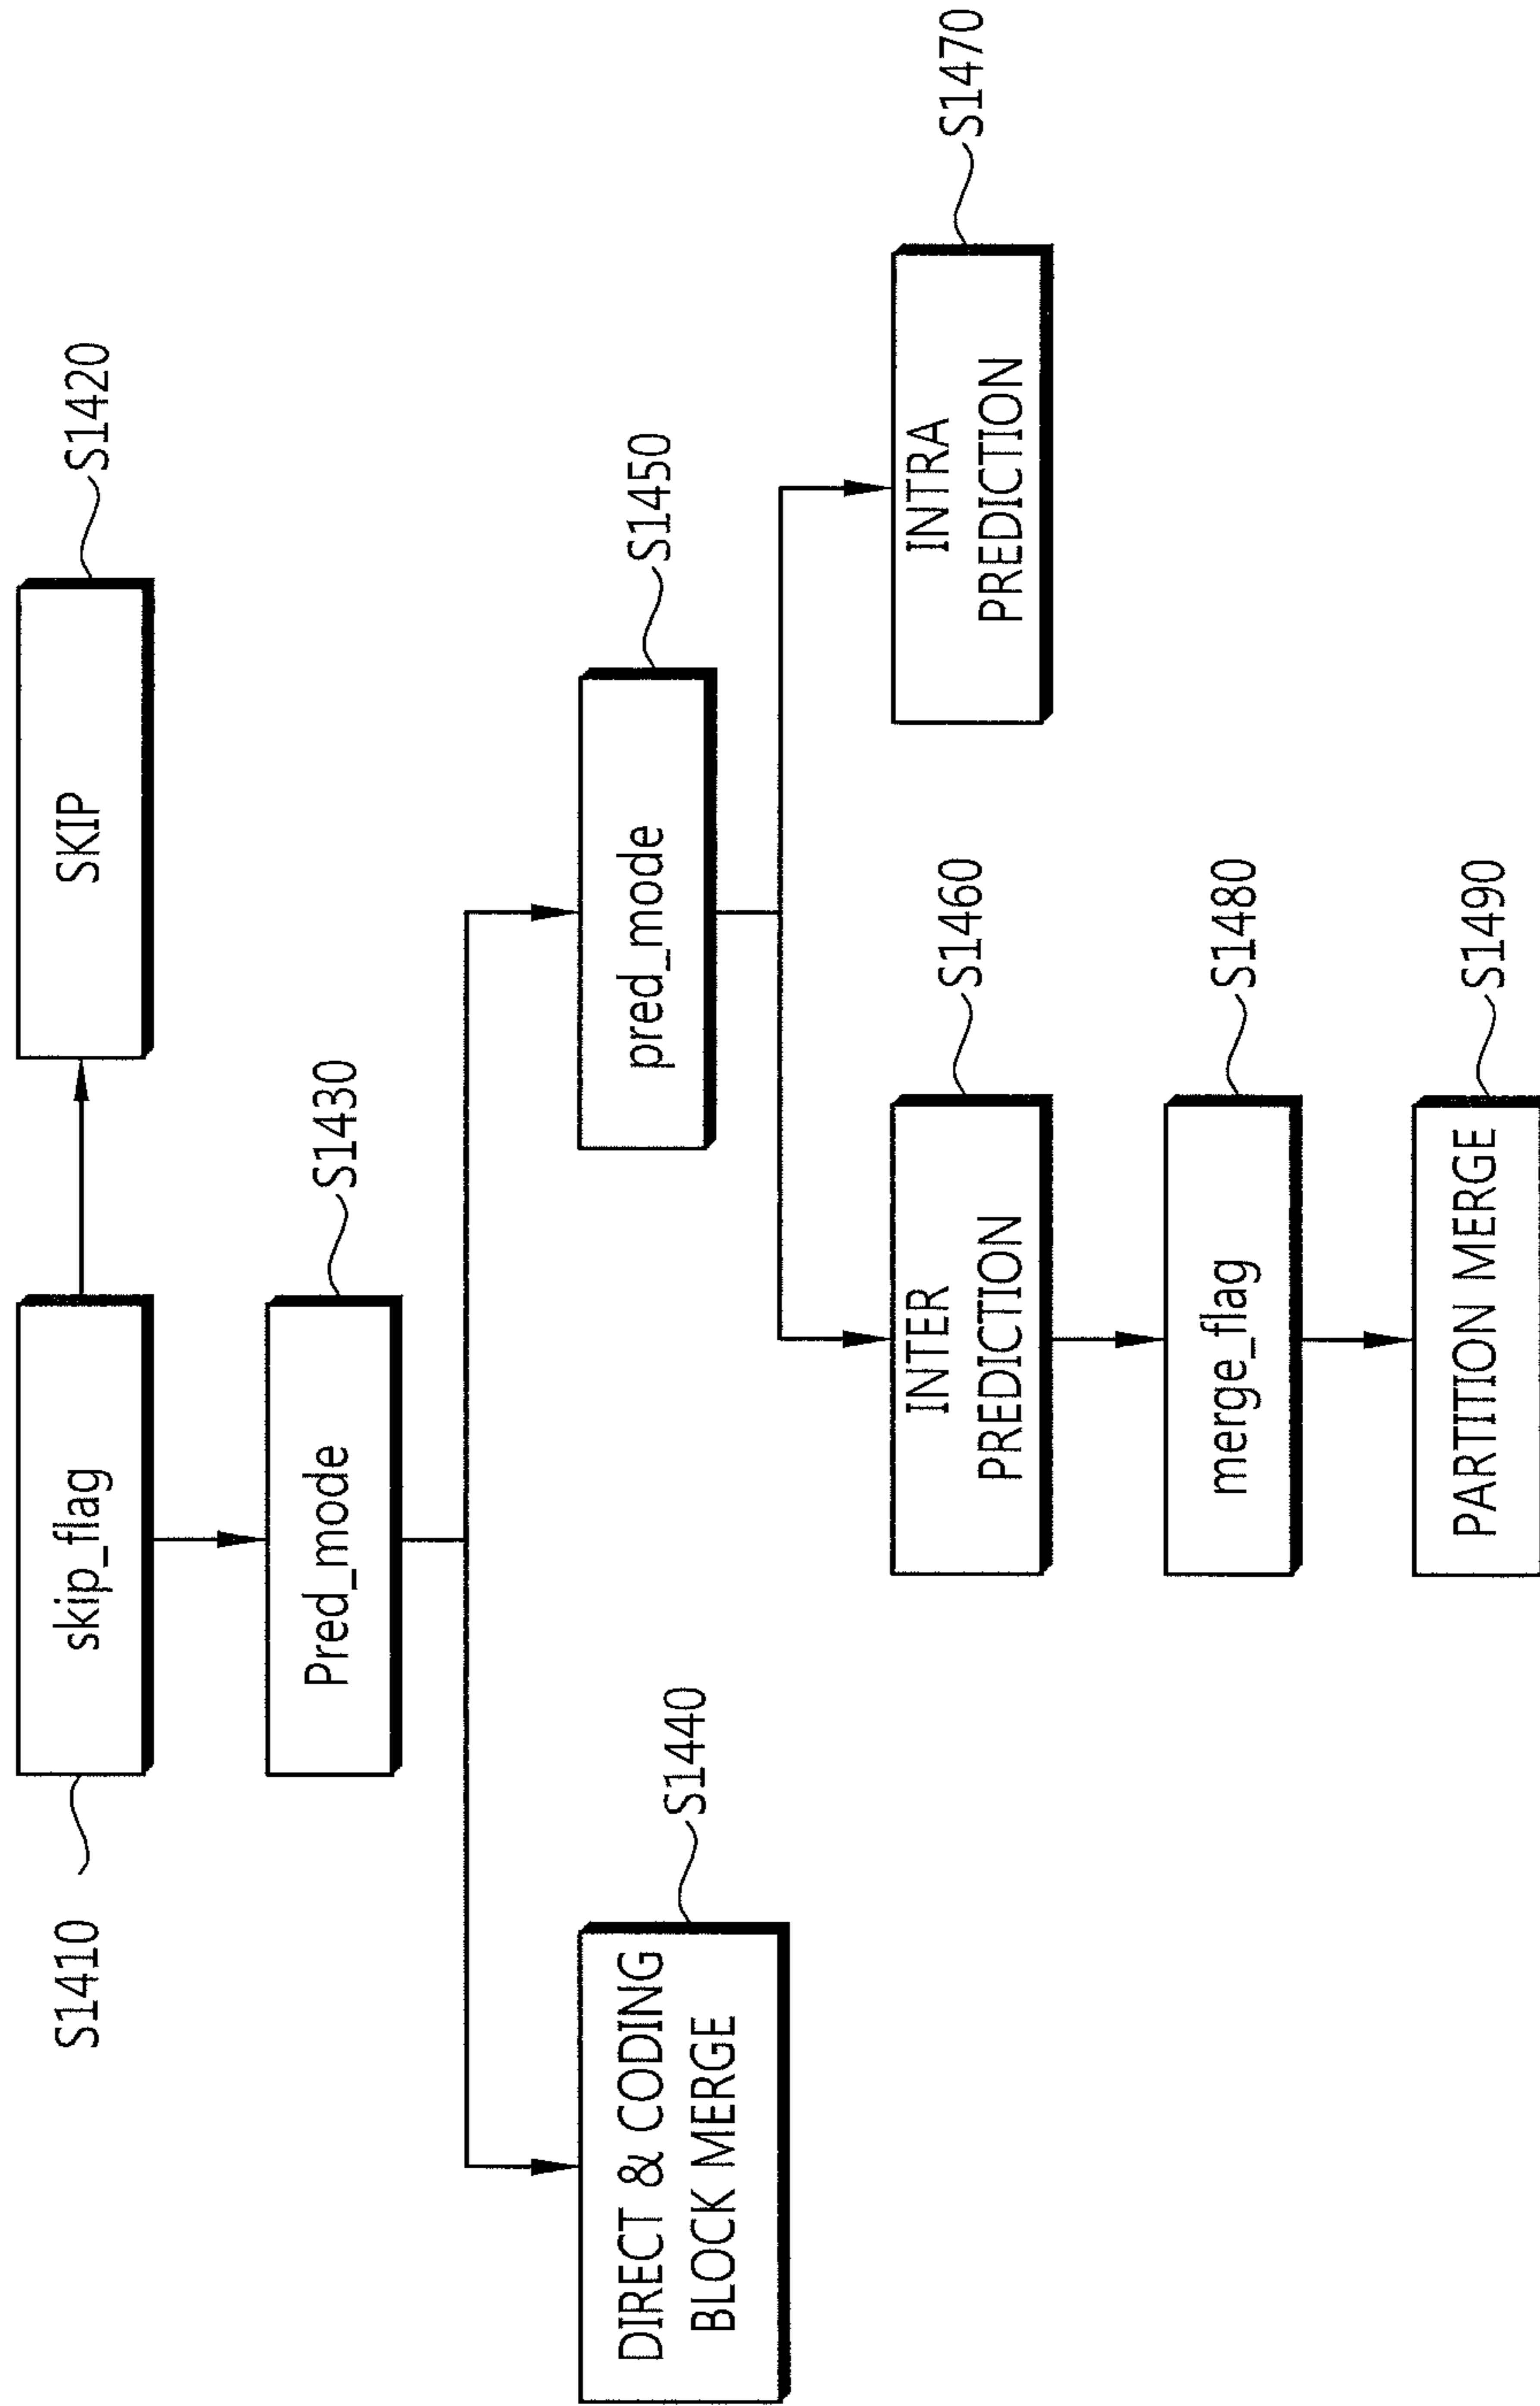 S1410
skip_flag
SKIP
S1420
Pred_mode
S1430
DIRECT & CODING
BLOCK MERGE
S1440
pred_mode
S1450
INTER
PREDICTION
S1460
INTRA
PREDICTION
S1470
merge_flag
S1480
PARTITION MERGE
S1490